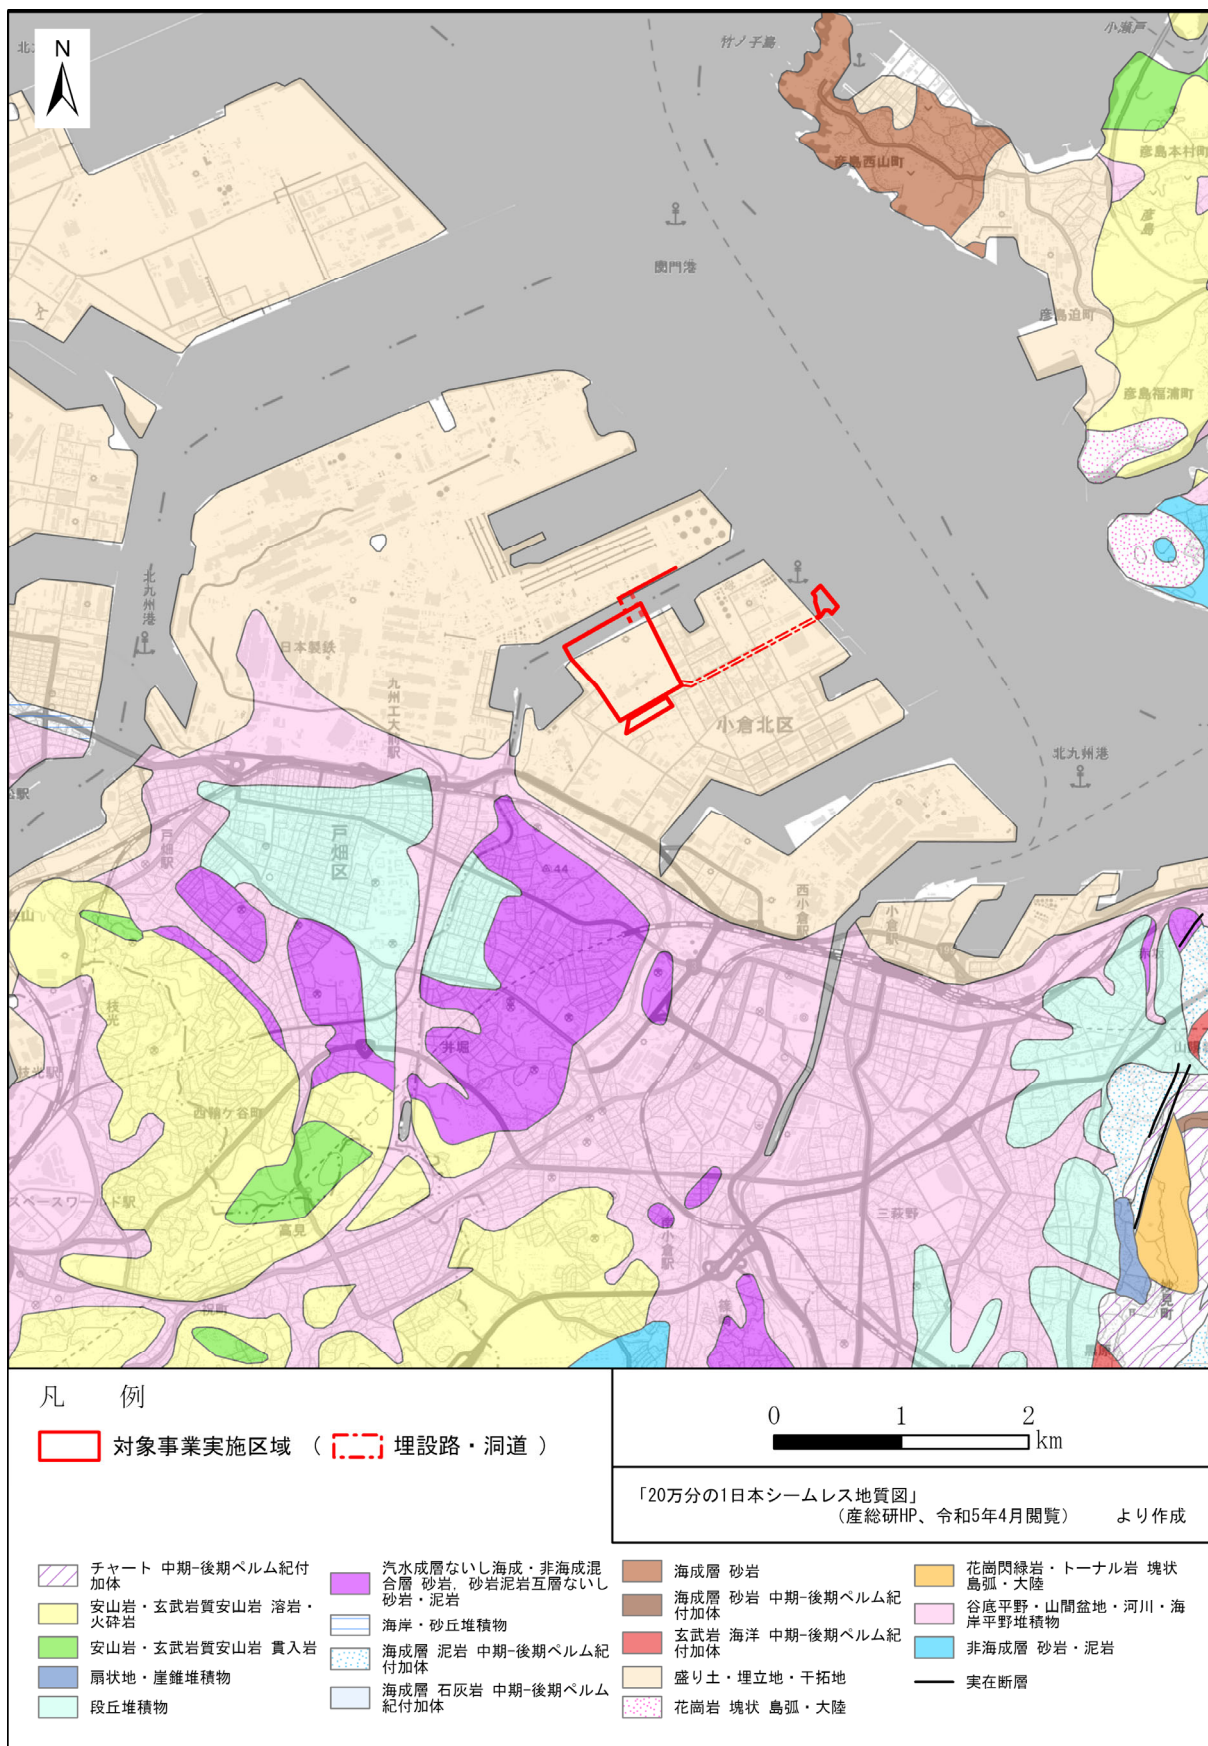 N
竹ノ子島
小瀬戸
彦島西山町
彦島本村町
彦島
関門港
彦島迫町
彦島福浦町
北九州港
日本製鉄
九州工大前駅
小倉北区
北九州港
戸畑駅
戸畑区
44
西小倉駅
小倉駅
赤坂
枝光
枝光駅
井堀
西鞘ケ谷町
スペースワールド駅
高見
三萩野
南小倉駅
祝町
妙見町
黒原
凡　例
対象事業実施区域 （ 埋設路・洞道 ）
0 1 2
km
「20万分の1日本シームレス地質図」
（産総研HP、令和5年4月閲覧） より作成
チャート 中期-後期ペルム紀付
加体
安山岩・玄武岩質安山岩 溶岩・
火砕岩
安山岩・玄武岩質安山岩 貫入岩
扇状地・崖錐堆積物
段丘堆積物
汽水成層ないし海成・非海成混
合層 砂岩, 砂岩泥岩互層ないし
砂岩・泥岩
海岸・砂丘堆積物
海成層 泥岩 中期-後期ペルム紀
付加体
海成層 石灰岩 中期-後期ペルム
紀付加体
海成層 砂岩
海成層 砂岩 中期-後期ペルム紀
付加体
玄武岩 海洋 中期-後期ペルム紀
付加体
盛り土・埋立地・干拓地
花崗岩 塊状 島弧・大陸
花崗閃緑岩・トーナル岩 塊状
島弧・大陸
谷底平野・山間盆地・河川・海
岸平野堆積物
非海成層 砂岩・泥岩
実在断層